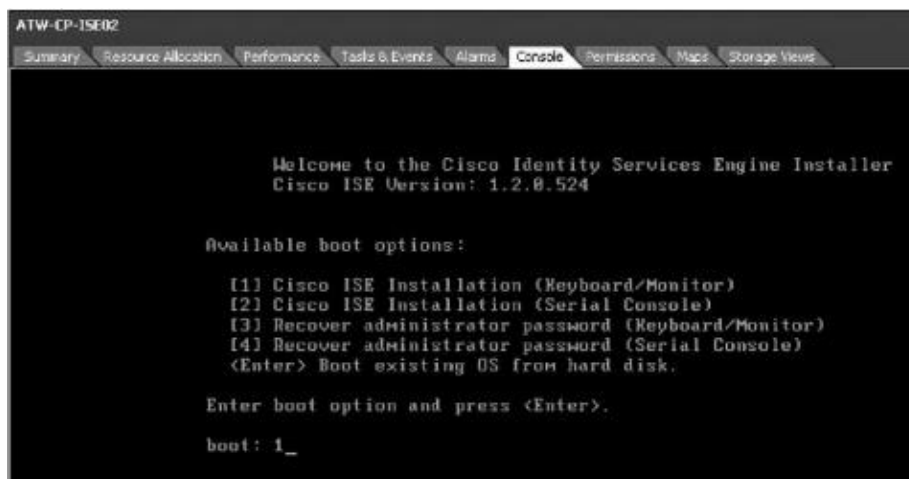 ATW-CP-ISE02
Summary Resource Allocation Performance Tasks & Events Alarms Console Permissions Maps Storage Views
Welcome to the Cisco Identity Services Engine Installer
Cisco ISE Version: 1.2.0.524
Available boot options:
[1] Cisco ISE Installation (Keyboard/Monitor)
[2] Cisco ISE Installation (Serial Console)
[3] Recover administrator password (Keyboard/Monitor)
[4] Recover administrator password (Serial Console)
<Enter> Boot existing OS from hard disk.
Enter boot option and press <Enter>.
boot: 1_